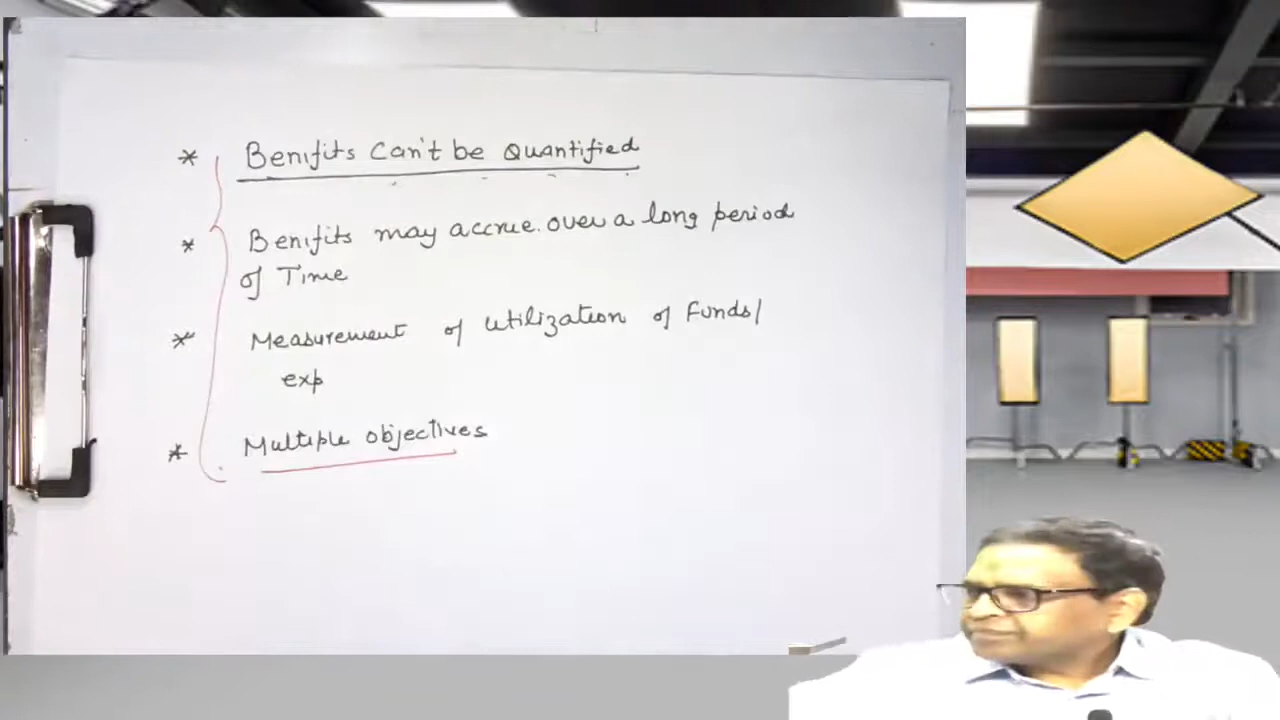 * Benifits Can't be Quantified
* Benifits may accrue over a long period
of Time
* Measurement of utilization of Funds/
exp
* Multiple objectives